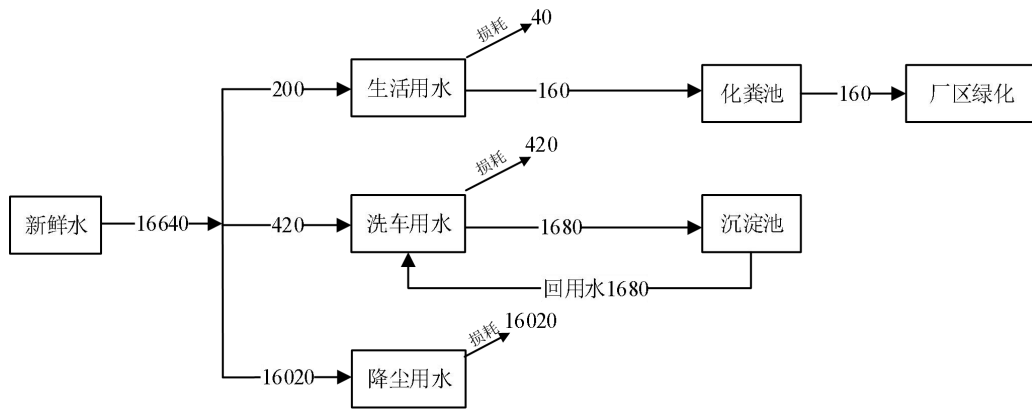 损耗 40
200 生活用水 160 化粪池 160 厂区绿化
损耗 420
新鲜水 16640 420 洗车用水 1680 沉淀池
回用水1680
损耗 16020
16020 降尘用水